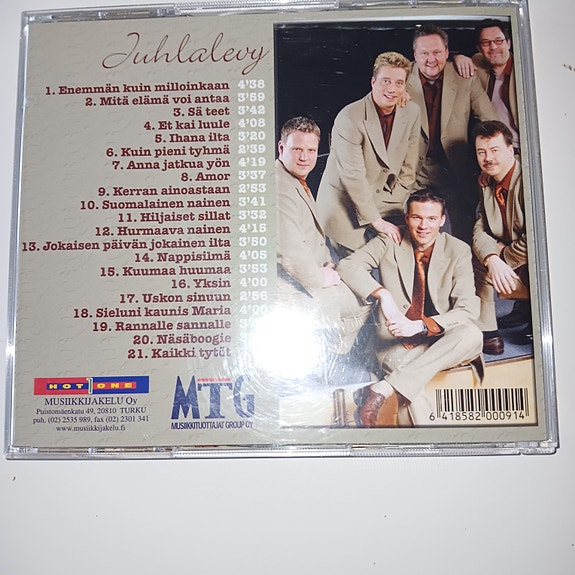 Juhlalevy
1. Enemmän kuin milloinkaan 4'38
2. Mitä elämä voi antaa 3'59
3. Sä teet 3'42
4. Et kai luule 4'08
5. Ihana ilta 3'20
6. Kuin pieni tyhmä 2'39
7. Anna jatkua yön 4'19
8. Amor 3'37
9. Kerran ainoastaan 2'53
10. Suomalainen nainen 3'41
11. Hiljaiset sillat 3'32
12. Hurmaava nainen 4'15
13. Jokaisen päivän jokainen ilta 3'50
14. Nappisilmä 4'05
15. Kuumaa huumaa 3'53
16. Yksin 4'00
17. Uskon sinuun 2'56
18. Sieluni kaunis Maria
19. Rannalle sannalle
20. Näsäboogie
21. Kaikki tytöt
HOT ONE
MUSIIKKIJAKELU Oy
Puistomäenkatu 49, 20810 TURKU
puh. (02) 2535 989, fax (02) 2301 341
www.musiikkijakelu.fi
MTG
MUSIIKKITUOTTAJAT GROUP OY
6 418582 000914